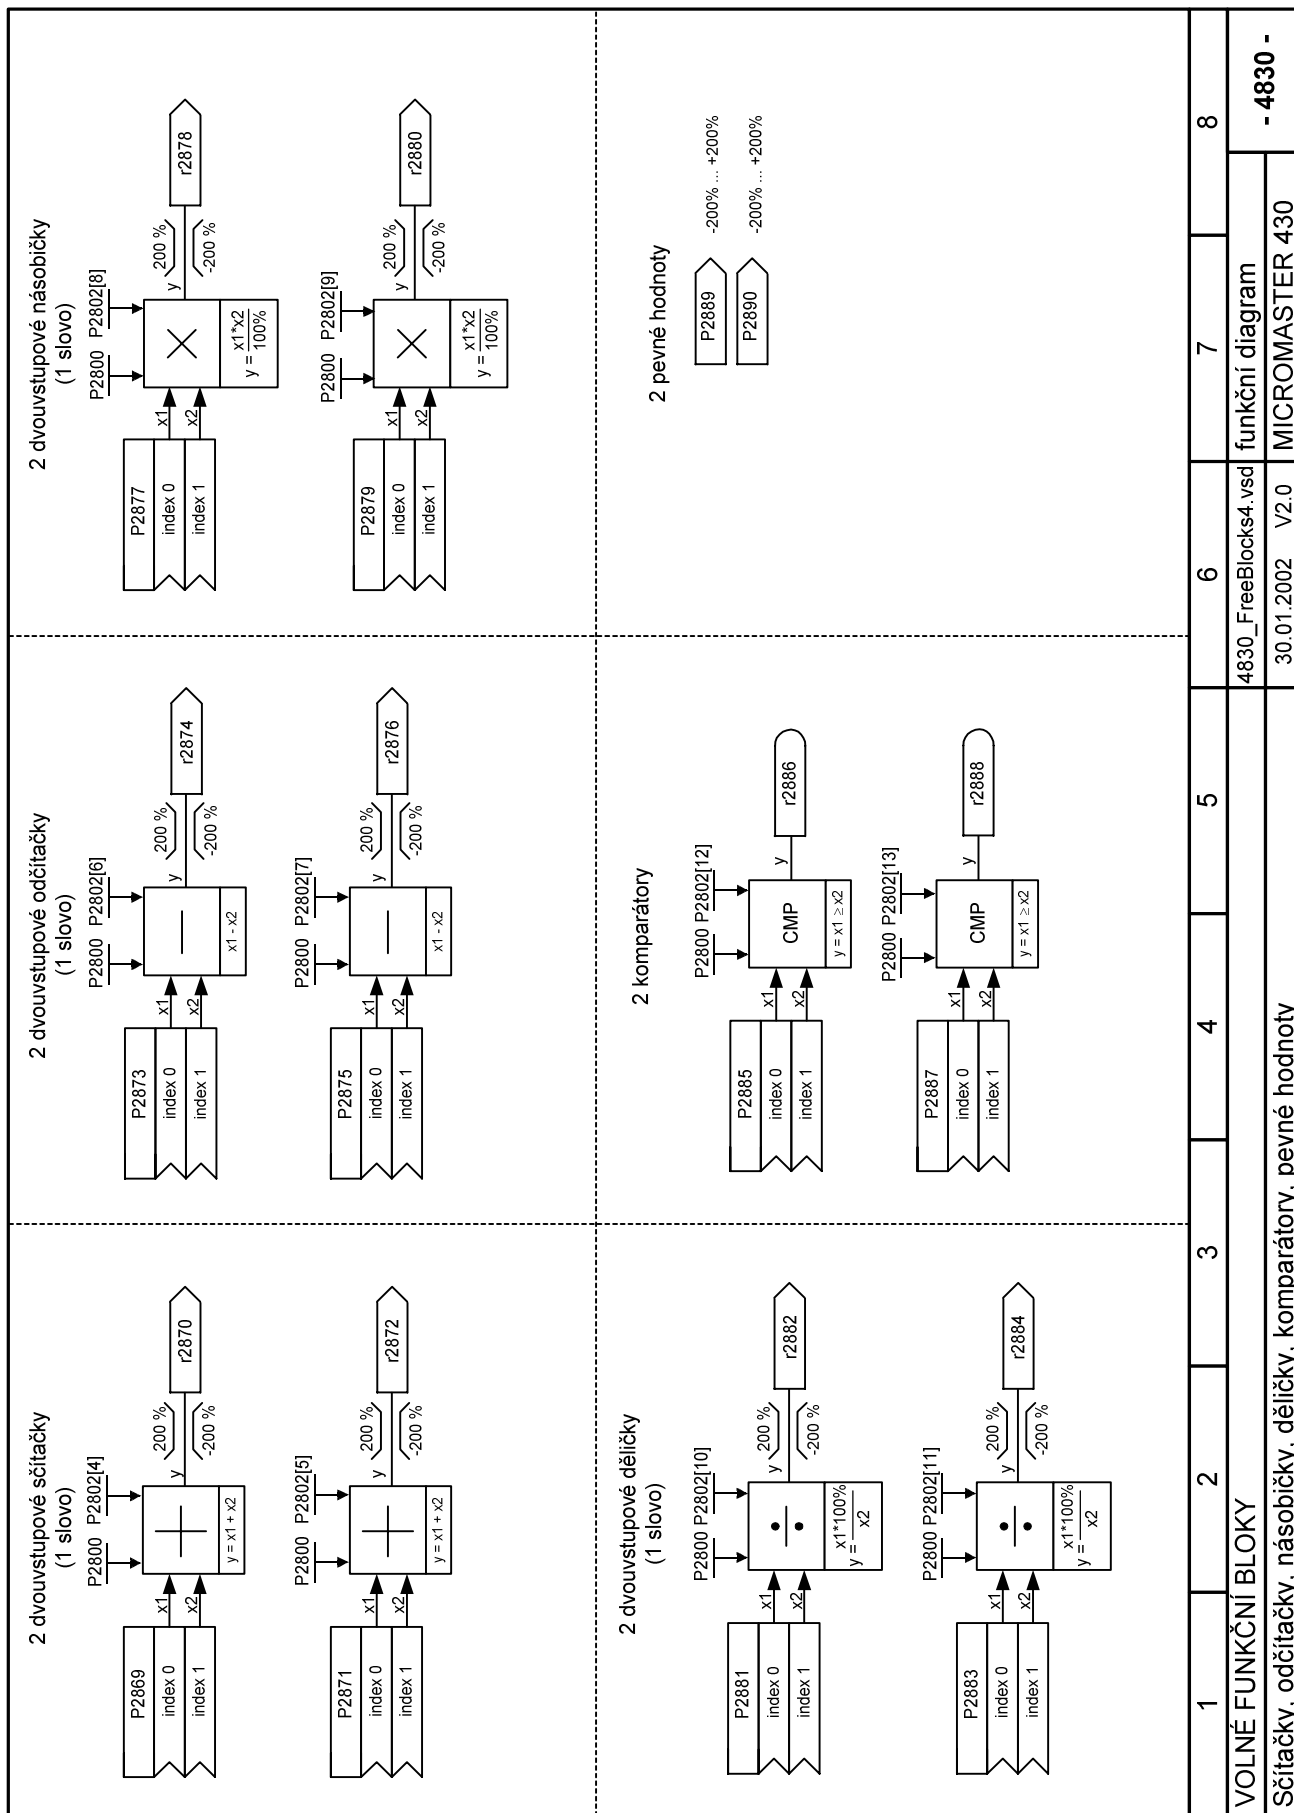 2 dvouvstupové sčítačky
(1 slovo)
P2800 P2802[4]
P2869
index 0
index 1
x1
x2
y = x1 + x2
y
200 %
-200 %
r2870
P2800 P2802[5]
P2871
index 0
index 1
x1
x2
y = x1 + x2
y
200 %
-200 %
r2872
2 dvouvstupové odčítačky
(1 slovo)
P2800 P2802[6]
P2873
index 0
index 1
x1
x2
x1 - x2
y
200 %
-200 %
r2874
P2800 P2802[7]
P2875
index 0
index 1
x1
x2
x1 - x2
y
200 %
-200 %
r2876
2 dvouvstupové násobičky
(1 slovo)
P2800 P2802[8]
P2877
index 0
index 1
x1
x2
y = x1*x2
100%
y
200 %
-200 %
r2878
P2800 P2802[9]
P2879
index 0
index 1
x1
x2
y = x1*x2
100%
y
200 %
-200 %
r2880
2 dvouvstupové děličky
(1 slovo)
P2800 P2802[10]
P2881
index 0
index 1
x1
x2
y = x1*100%
x2
y
200 %
-200 %
r2882
P2800 P2802[11]
P2883
index 0
index 1
x1
x2
y = x1*100%
x2
y
200 %
-200 %
r2884
2 komparátory
P2800 P2802[12]
P2885
index 0
index 1
x1
x2
CMP
y = x1 ≥ x2
y
r2886
P2800 P2802[13]
P2887
index 0
index 1
x1
x2
CMP
y = x1 ≥ x2
y
r2888
2 pevné hodnoty
P2889 -200% ... +200%
P2890 -200% ... +200%
1 2 3 4 5 6 7 8
VOLNÉ FUNKČNÍ BLOKY 4830_FreeBlocks4.vsd funkční diagram - 4830 -
Sčítačky, odčítačky, násobičky, děličky, komparátory, pevné hodnoty 30.01.2002 V2.0 MICROMASTER 430